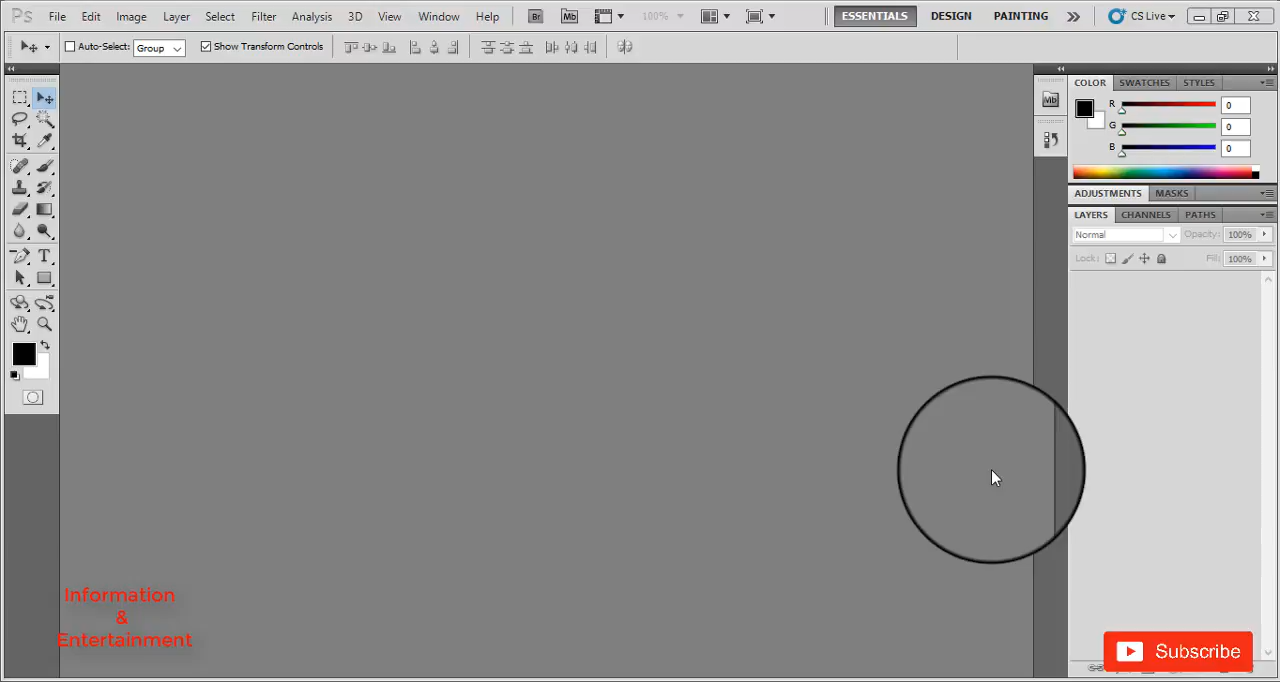 Ps File Edit Image Layer Select Filter Analysis 3D View Window Help Br Mb 100% ESSENTIALS DESIGN PAINTING CS Live
Auto-Select: Group Show Transform Controls
Mb
COLOR SWATCHES STYLES
R 0
G 0
B 0
ADJUSTMENTS MASKS
LAYERS CHANNELS PATHS
Normal Opacity: 100%
Lock: Fill: 100%
T
Information
&
Entertainment
Subscribe